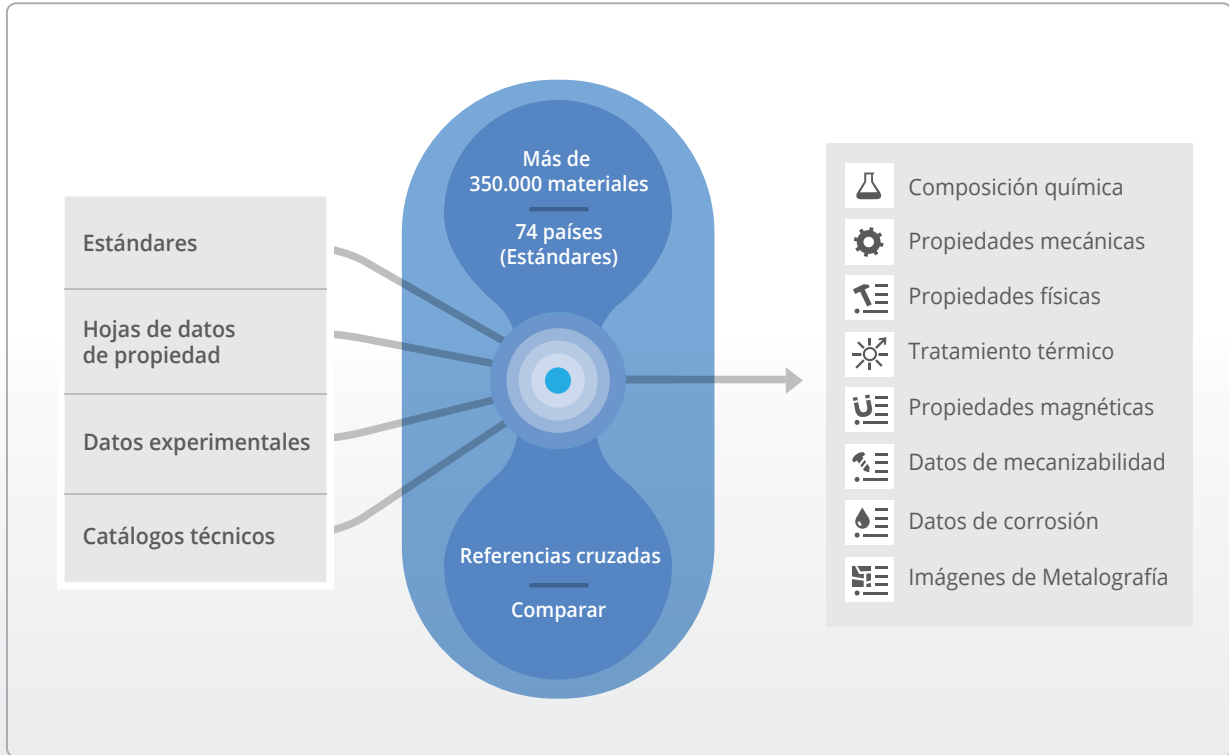 Estándares
Hojas de datos
de propiedad
Datos experimentales
Catálogos técnicos
Más de
350.000 materiales
74 países
(Estándares)
Referencias cruzadas
Comparar
Composición química
Propiedades mecánicas
Propiedades físicas
Tratamiento térmico
Propiedades magnéticas
Datos de mecanizabilidad
Datos de corrosión
Imágenes de Metalografía